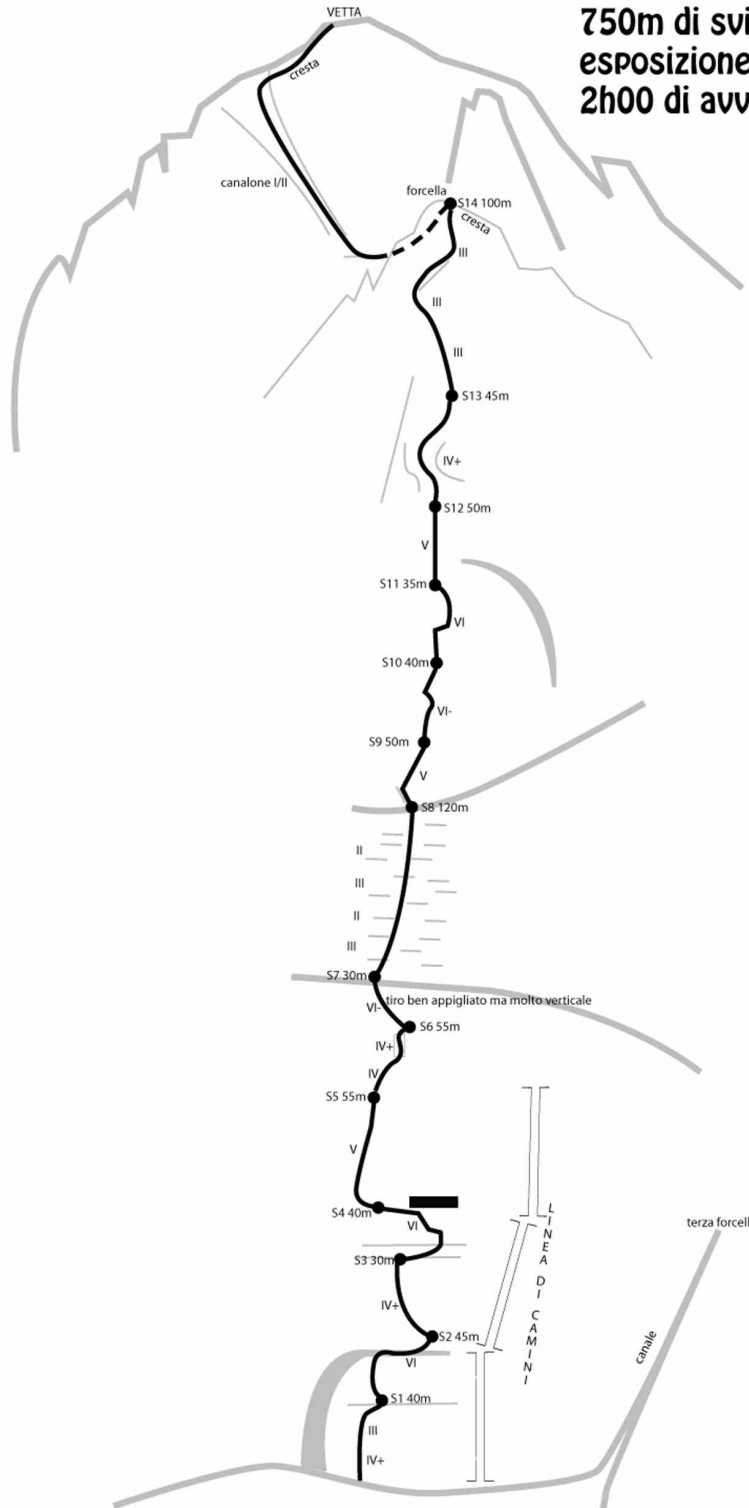 750m di svi
esposizione
2h00 di avv
VETTA
cresta
canalone I/II
forcella
S14 100m
cresta
III
III
III
S13 45m
IV+
S12 50m
V
S11 35m
VI
S10 40m
VI-
S9 50m
V
S8 120m
II
III
II
III
S7 30m
VI- tiro ben appigliato ma molto verticale
S6 55m
IV+
IV
S5 55m
V
S4 40m
VI
S3 30m
IV+
S2 45m
VI
S1 40m
III
IV+
LINEA DI CAMINI
terza forcell
canale